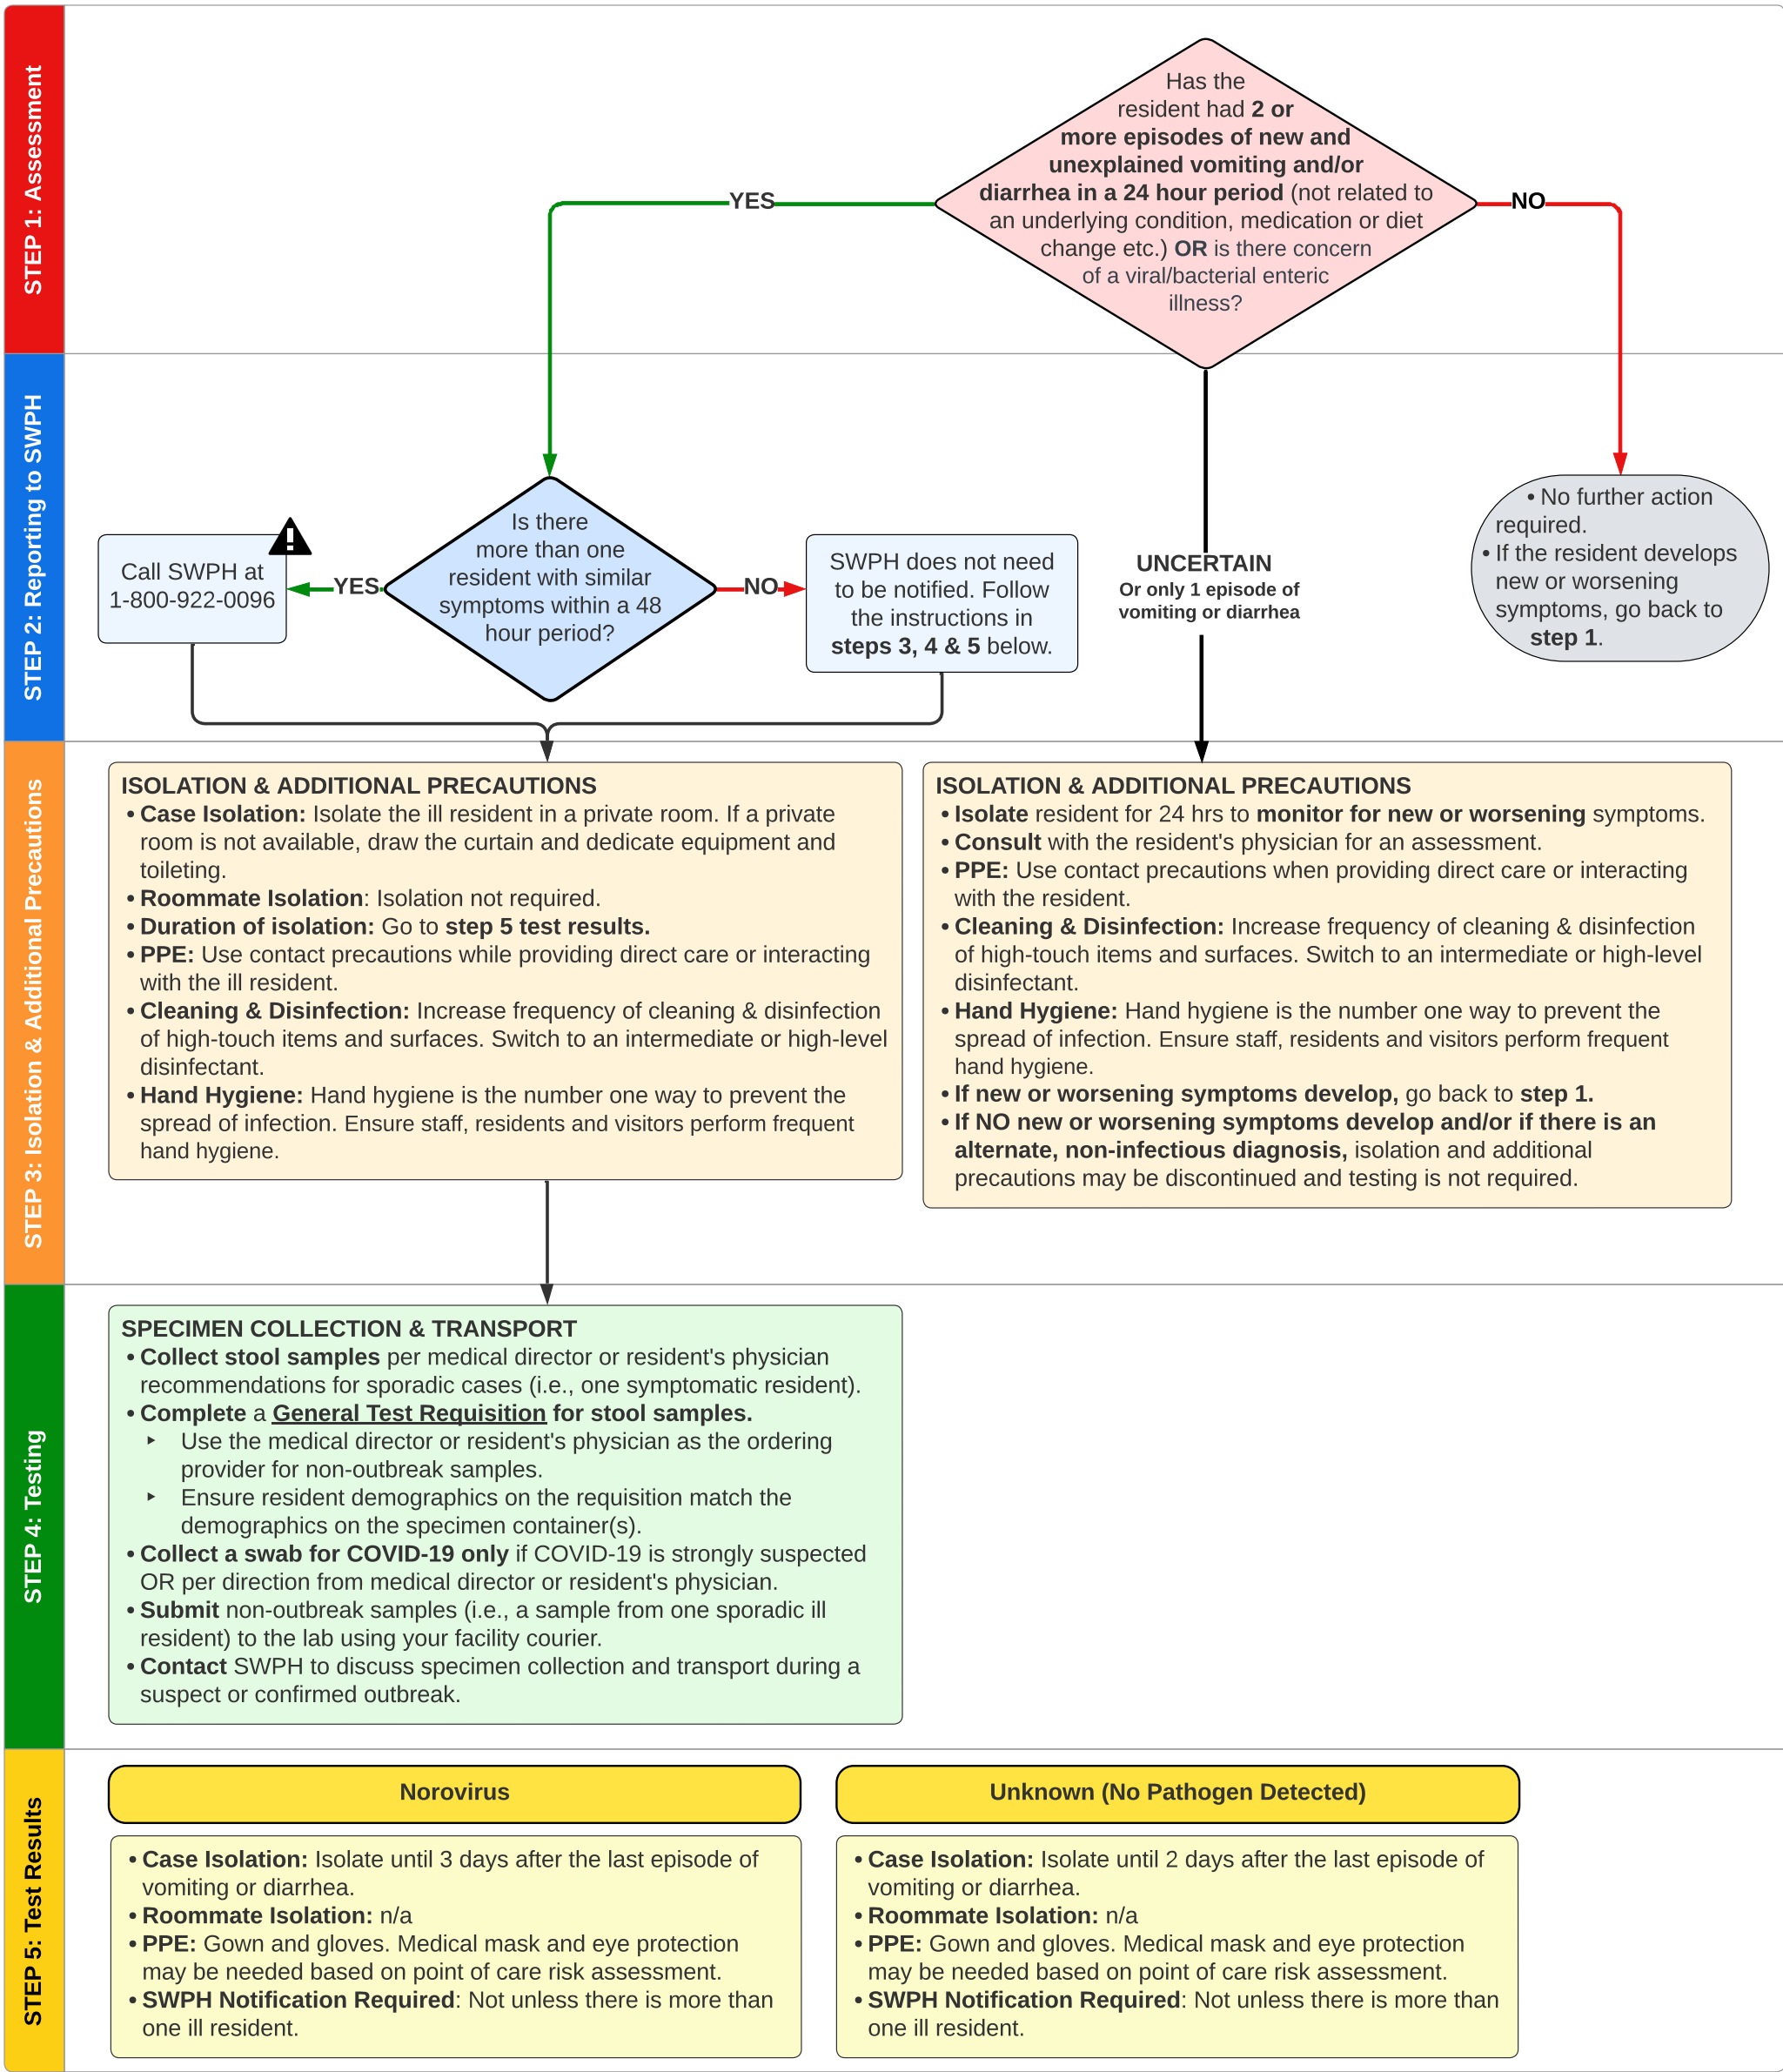 STEP 1: Assessment
Has the
resident had 2 or
more episodes of new and
unexplained vomiting and/or
diarrhea in a 24 hour period (not related to
an underlying condition, medication or diet
change etc.) OR is there concern
of a viral/bacterial enteric
illness?
YES
NO
STEP 2: Reporting to SWPH
Call SWPH at
1-800-922-0096
YES
Is there
more than one
resident with similar
symptoms within a 48
hour period?
NO
SWPH does not need
to be notified. Follow
the instructions in
steps 3, 4 & 5 below.
UNCERTAIN
Or only 1 episode of
vomiting or diarrhea
• No further action
required.
• If the resident develops
new or worsening
symptoms, go back to
step 1.
STEP 3: Isolation & Additional Precautions
ISOLATION & ADDITIONAL PRECAUTIONS
• Case Isolation: Isolate the ill resident in a private room. If a private
room is not available, draw the curtain and dedicate equipment and
toileting.
• Roommate Isolation: Isolation not required.
• Duration of isolation: Go to step 5 test results.
• PPE: Use contact precautions while providing direct care or interacting
with the ill resident.
• Cleaning & Disinfection: Increase frequency of cleaning & disinfection
of high-touch items and surfaces. Switch to an intermediate or high-level
disinfectant.
• Hand Hygiene: Hand hygiene is the number one way to prevent the
spread of infection. Ensure staff, residents and visitors perform frequent
hand hygiene.
ISOLATION & ADDITIONAL PRECAUTIONS
• Isolate resident for 24 hrs to monitor for new or worsening symptoms.
• Consult with the resident's physician for an assessment.
• PPE: Use contact precautions when providing direct care or interacting
with the resident.
• Cleaning & Disinfection: Increase frequency of cleaning & disinfection
of high-touch items and surfaces. Switch to an intermediate or high-level
disinfectant.
• Hand Hygiene: Hand hygiene is the number one way to prevent the
spread of infection. Ensure staff, residents and visitors perform frequent
hand hygiene.
• If new or worsening symptoms develop, go back to step 1.
• If NO new or worsening symptoms develop and/or if there is an
alternate, non-infectious diagnosis, isolation and additional
precautions may be discontinued and testing is not required.
STEP 4: Testing
SPECIMEN COLLECTION & TRANSPORT
• Collect stool samples per medical director or resident's physician
recommendations for sporadic cases (i.e., one symptomatic resident).
• Complete a General Test Requisition for stool samples.
‣ Use the medical director or resident's physician as the ordering
provider for non-outbreak samples.
‣ Ensure resident demographics on the requisition match the
demographics on the specimen container(s).
• Collect a swab for COVID-19 only if COVID-19 is strongly suspected
OR per direction from medical director or resident's physician.
• Submit non-outbreak samples (i.e., a sample from one sporadic ill
resident) to the lab using your facility courier.
• Contact SWPH to discuss specimen collection and transport during a
suspect or confirmed outbreak.
STEP 5: Test Results
Norovirus
• Case Isolation: Isolate until 3 days after the last episode of
vomiting or diarrhea.
• Roommate Isolation: n/a
• PPE: Gown and gloves. Medical mask and eye protection
may be needed based on point of care risk assessment.
• SWPH Notification Required: Not unless there is more than
one ill resident.
Unknown (No Pathogen Detected)
• Case Isolation: Isolate until 2 days after the last episode of
vomiting or diarrhea.
• Roommate Isolation: n/a
• PPE: Gown and gloves. Medical mask and eye protection
may be needed based on point of care risk assessment.
• SWPH Notification Required: Not unless there is more than
one ill resident.